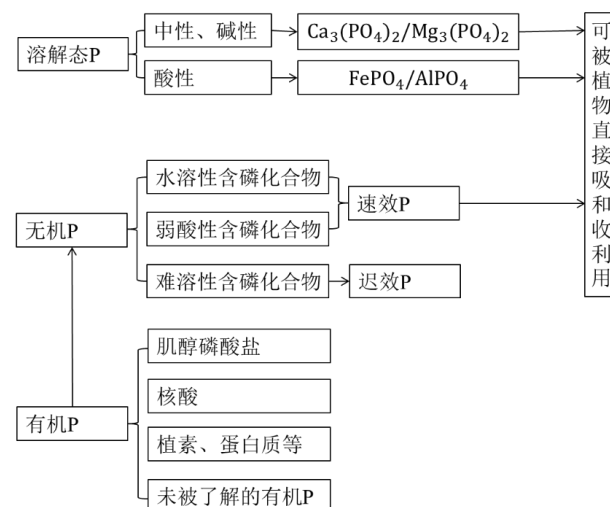 溶解态P
中性、碱性
Ca₃(PO₄)₂/Mg₃(PO₄)₂
酸性
FePO₄/AlPO₄
可
被
植
物
直
接
吸
和
收
利
用
无机P
水溶性含磷化合物
弱酸性含磷化合物
速效P
难溶性含磷化合物
迟效P
有机P
肌醇磷酸盐
核酸
植素、蛋白质等
未被了解的有机P